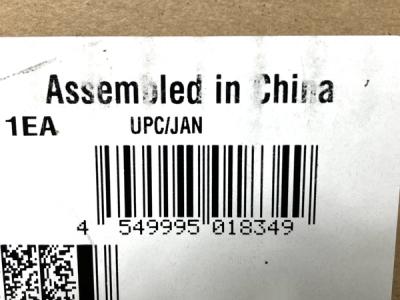 Assembled in China
1EA UPC/JAN
4 549995 018349